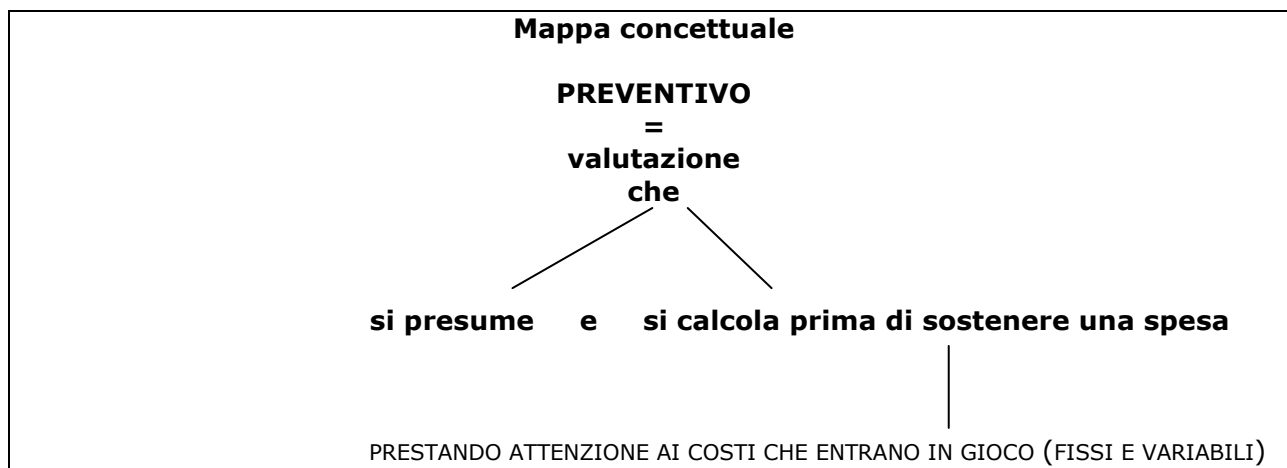 Mappa concettuale
PREVENTIVO
=
valutazione
che
si presume e si calcola prima di sostenere una spesa
PRESTANDO ATTENZIONE AI COSTI CHE ENTRANO IN GIOCO (FISSI E VARIABILI)